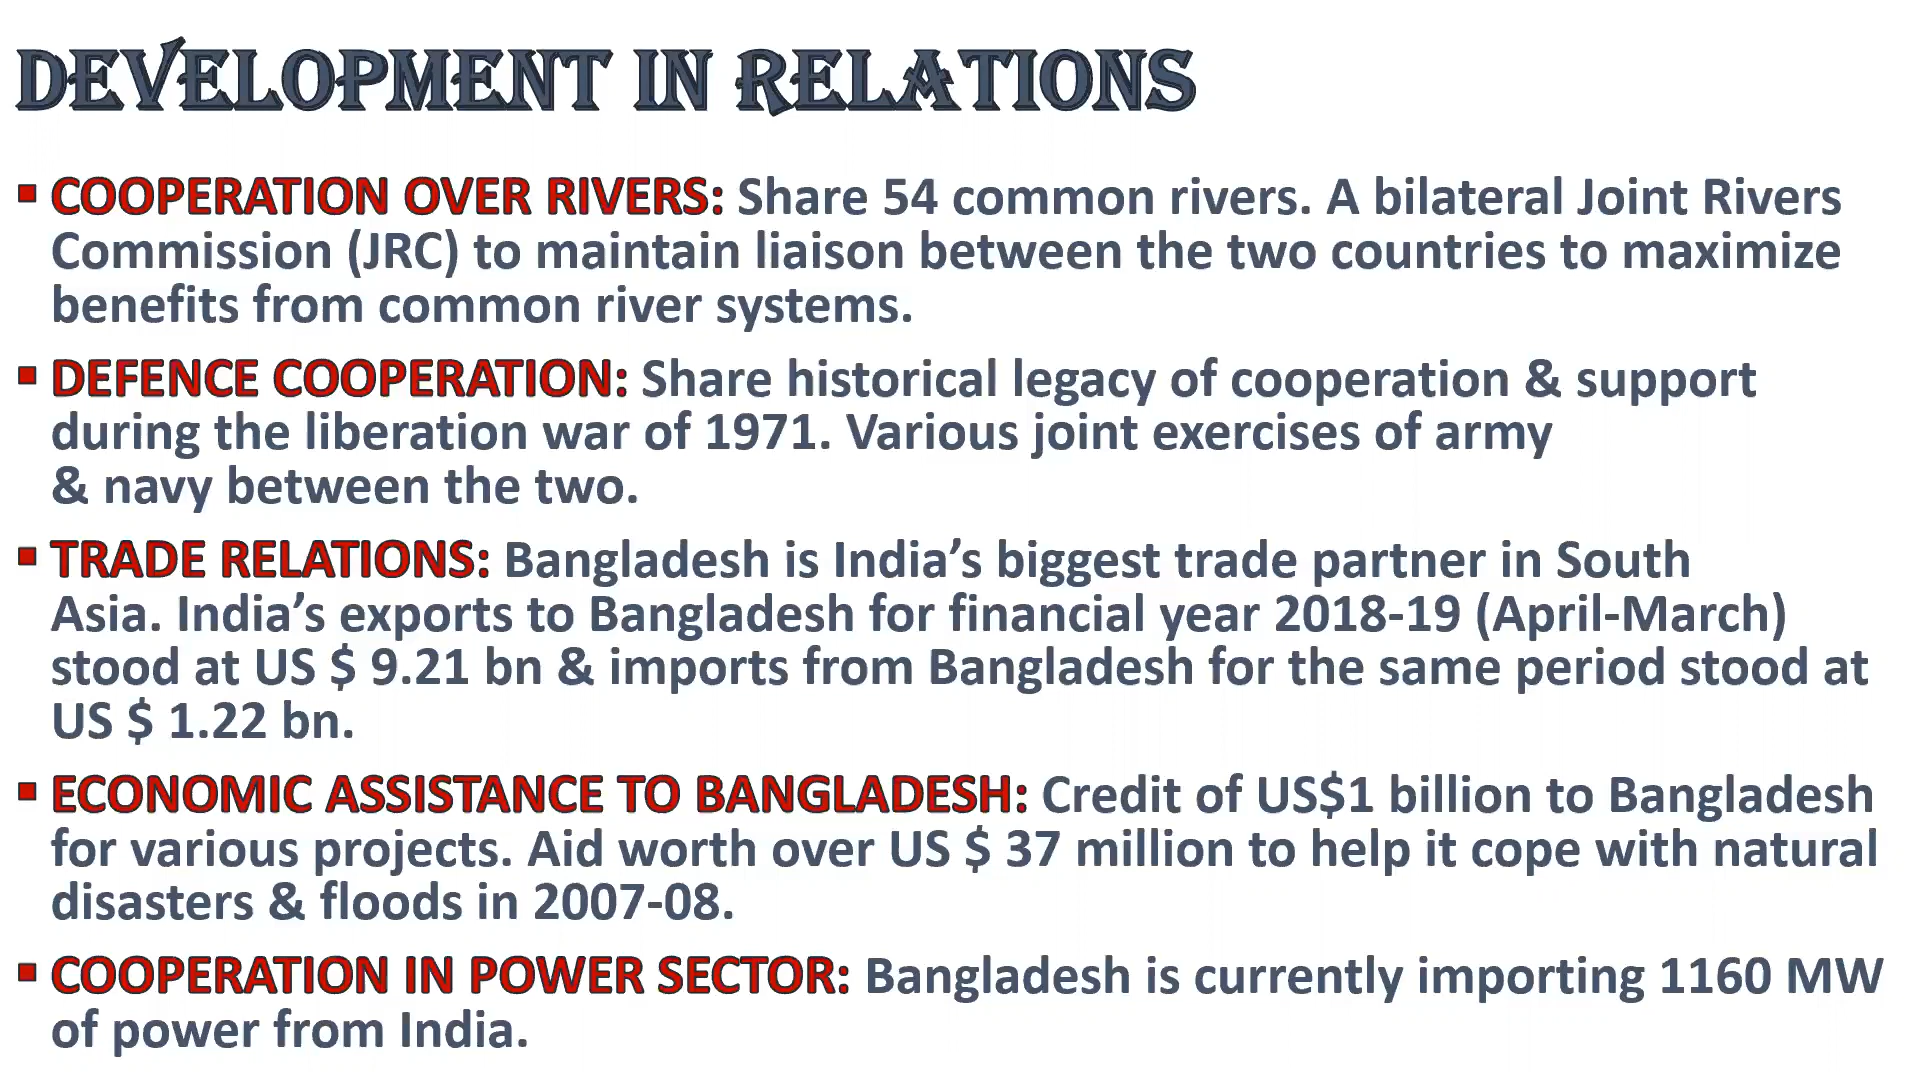 DEVELOPMENT IN RELATIONS
▪ COOPERATION OVER RIVERS: Share 54 common rivers. A bilateral Joint Rivers
Commission (JRC) to maintain liaison between the two countries to maximize
benefits from common river systems.
▪ DEFENCE COOPERATION: Share historical legacy of cooperation & support
during the liberation war of 1971. Various joint exercises of army
& navy between the two.
▪ TRADE RELATIONS: Bangladesh is India’s biggest trade partner in South
Asia. India’s exports to Bangladesh for financial year 2018-19 (April-March)
stood at US $ 9.21 bn & imports from Bangladesh for the same period stood at
US $ 1.22 bn.
▪ ECONOMIC ASSISTANCE TO BANGLADESH: Credit of US$1 billion to Bangladesh
for various projects. Aid worth over US $ 37 million to help it cope with natural
disasters & floods in 2007-08.
▪ COOPERATION IN POWER SECTOR: Bangladesh is currently importing 1160 MW
of power from India.